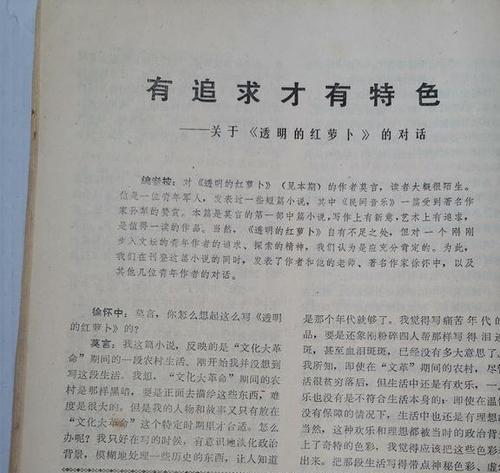 有追求才有特色
——关于《透明的红萝卜》的对话
编者按：对《透明的红萝卜》（见本期）的作者莫言，读者大概很陌生。
他是一位青年军人，发表过一些短篇小说，其中《民间音乐》一篇受到著名作
家孙犁的赞赏。本篇是莫言的第一部中篇小说，写作上有新意，艺术上有追求，
是值得一读的作品。当然，《透明的红萝卜》自有不足之处，但对一个刚刚
步入文坛的青年作者的追求、探索的精神，我们认为是应充分肯定的。为此，
我们在刊登这篇小说的同时，发表了作者和他的老师、著名作家徐怀中，以及
其他几位青年作者的对话。
徐怀中：莫言，你怎么想起这么写《透明
的红萝卜》的？
莫言：我这篇小说，反映的是“文化大革
命”期间的一段农村生活。刚开始我并没想到
写这段生活。我想，“文化大革命”期间的农
村是那样黑暗，要是正面去描绘这些东西，难
度是很大的。但是我的人物和故事又只有放在
“文化大革命”这个特定时期里才合适。怎么
办呢？我只好在写的时候，有意识地淡化政治
背景，模糊地处理一些历史的东西，让人知道
是那个年代就够了。我觉得写痛苦年代的
品，要是还象刚粉碎四人帮那样写得泪迹
斑，甚至血泪斑斑，已经没有多大意思了。
我所知，即使在“文革”期间的农村，尽
活很贫穷落后，但生活中还是有欢乐，一
乐也没有是不符合生活本身的；即使在温
没有保障的情况下，生活中也还是有理想
当然，这种欢乐和理想都被当时的政治背
上了奇特的色彩，我觉得应该把这些色彩
出来。把那段生活写得带点神秘色彩、虚